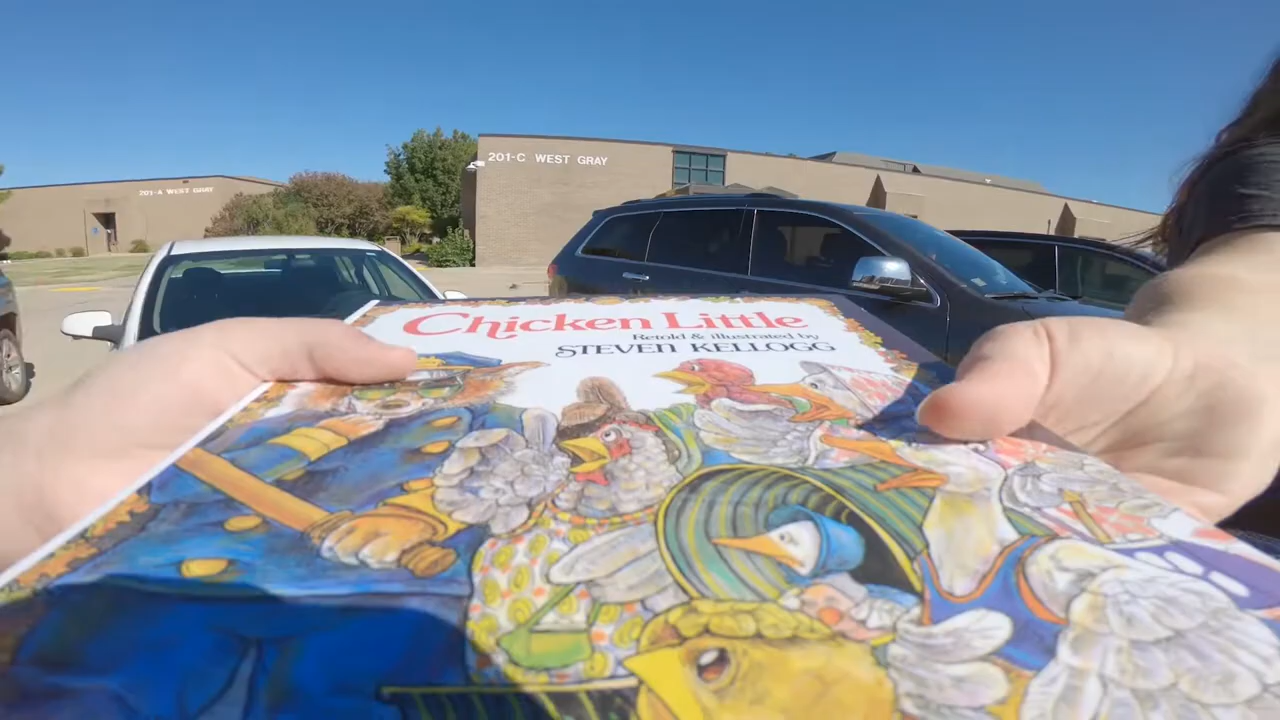 201-C WEST GRAY
201-A WEST GRAY
Chicken Little
Retold & illustrated by
STEVEN KELLOGG